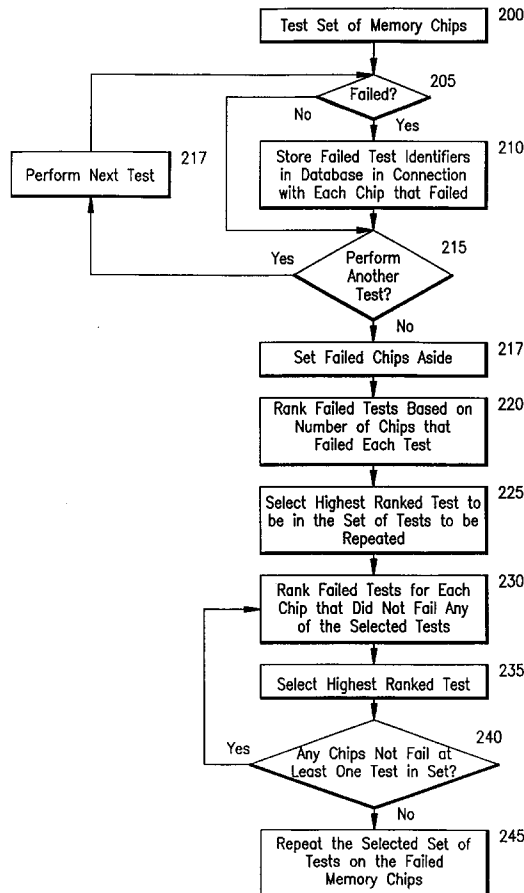 200
Test Set of Memory Chips
205
Failed?
No
Yes
210
Store Failed Test Identifiers
in Database in Connection
with Each Chip that Failed
217
Perform Next Test
215
Yes
Perform
Another
Test?
No
217
Set Failed Chips Aside
220
Rank Failed Tests Based on
Number of Chips that
Failed Each Test
225
Select Highest Ranked Test to
be in the Set of Tests to be
Repeated
230
Rank Failed Tests for Each
Chip that Did Not Fail Any
of the Selected Tests
235
Select Highest Ranked Test
240
Yes
Any Chips Not Fail at
Least One Test in Set?
No
245
Repeat the Selected Set of
Tests on the Failed
Memory Chips